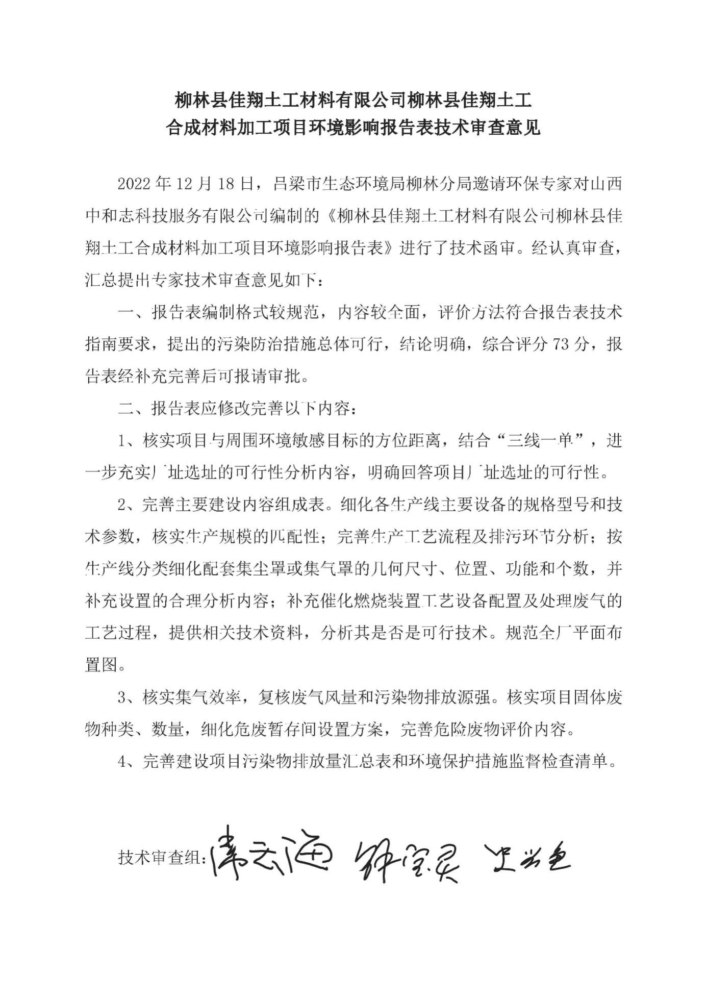 柳林县佳翔土工材料有限公司柳林县佳翔土工
合成材料加工项目环境影响报告表技术审查意见
2022 年 12 月 18 日，吕梁市生态环境局柳林分局邀请环保专家对山西
中和志科技服务有限公司编制的《柳林县佳翔土工材料有限公司柳林县佳
翔土工合成材料加工项目环境影响报告表》进行了技术函审。经认真审查，
汇总提出专家技术审查意见如下：
一、报告表编制格式较规范，内容较全面，评价方法符合报告表技术
指南要求，提出的污染防治措施总体可行，结论明确，综合评分 73 分，报
告表经补充完善后可报请审批。
二、报告表应修改完善以下内容：
1、核实项目与周围环境敏感目标的方位距离，结合“三线一单”，进
一步充实厂址选址的可行性分析内容，明确回答项目厂址选址的可行性。
2、完善主要建设内容组成表。细化各生产线主要设备的规格型号和技
术参数，核实生产规模的匹配性；完善生产工艺流程及排污环节分析；按
生产线分类细化配套集尘罩或集气罩的几何尺寸、位置、功能和个数，并
补充设置的合理分析内容；补充催化燃烧装置工艺设备配置及处理废气的
工艺过程，提供相关技术资料，分析其是否是可行技术。规范全厂平面布
置图。
3、核实集气效率，复核废气风量和污染物排放源强。核实项目固体废
物种类、数量，细化危废暂存间设置方案，完善危险废物评价内容。
4、完善建设项目污染物排放量汇总表和环境保护措施监督检查清单。
技术审查组：